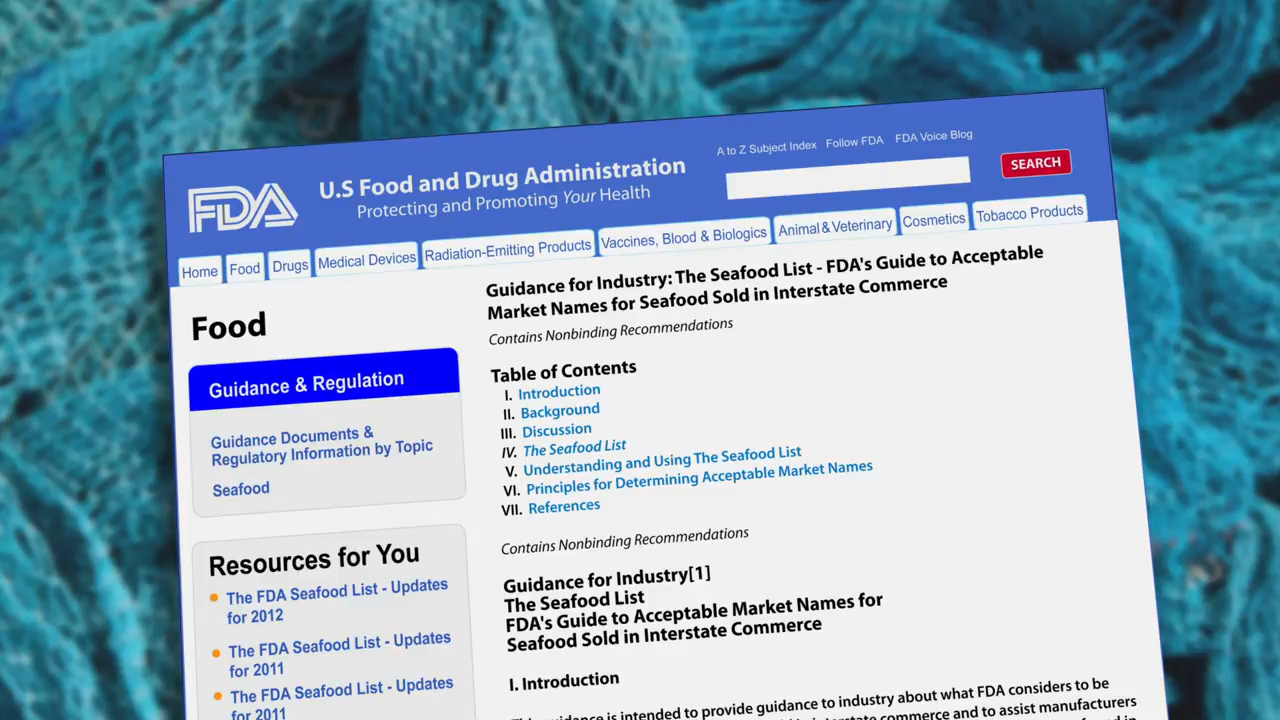 A to Z Subject Index Follow FDA FDA Voice Blog
FDA
U.S Food and Drug Administration
Protecting and Promoting Your Health
SEARCH
Home Food Drugs Medical Devices Radiation-Emitting Products Vaccines, Blood & Biologics Animal & Veterinary Cosmetics Tobacco Products
Food
Guidance & Regulation
Guidance Documents &
Regulatory Information by Topic
Seafood
Resources for You
The FDA Seafood List - Updates
for 2012
The FDA Seafood List - Updates
for 2011
The FDA Seafood List - Updates
for 2011
Guidance for Industry: The Seafood List - FDA's Guide to Acceptable
Market Names for Seafood Sold in Interstate Commerce
Contains Nonbinding Recommendations
Table of Contents
I. Introduction
II. Background
III. Discussion
IV. The Seafood List
V. Understanding and Using The Seafood List
VI. Principles for Determining Acceptable Market Names
VII. References
Contains Nonbinding Recommendations
Guidance for Industry[1]
The Seafood List
FDA's Guide to Acceptable Market Names for
Seafood Sold in Interstate Commerce
I. Introduction
This guidance is intended to provide guidance to industry about what FDA considers to be
interstate commerce and to assist manufacturers